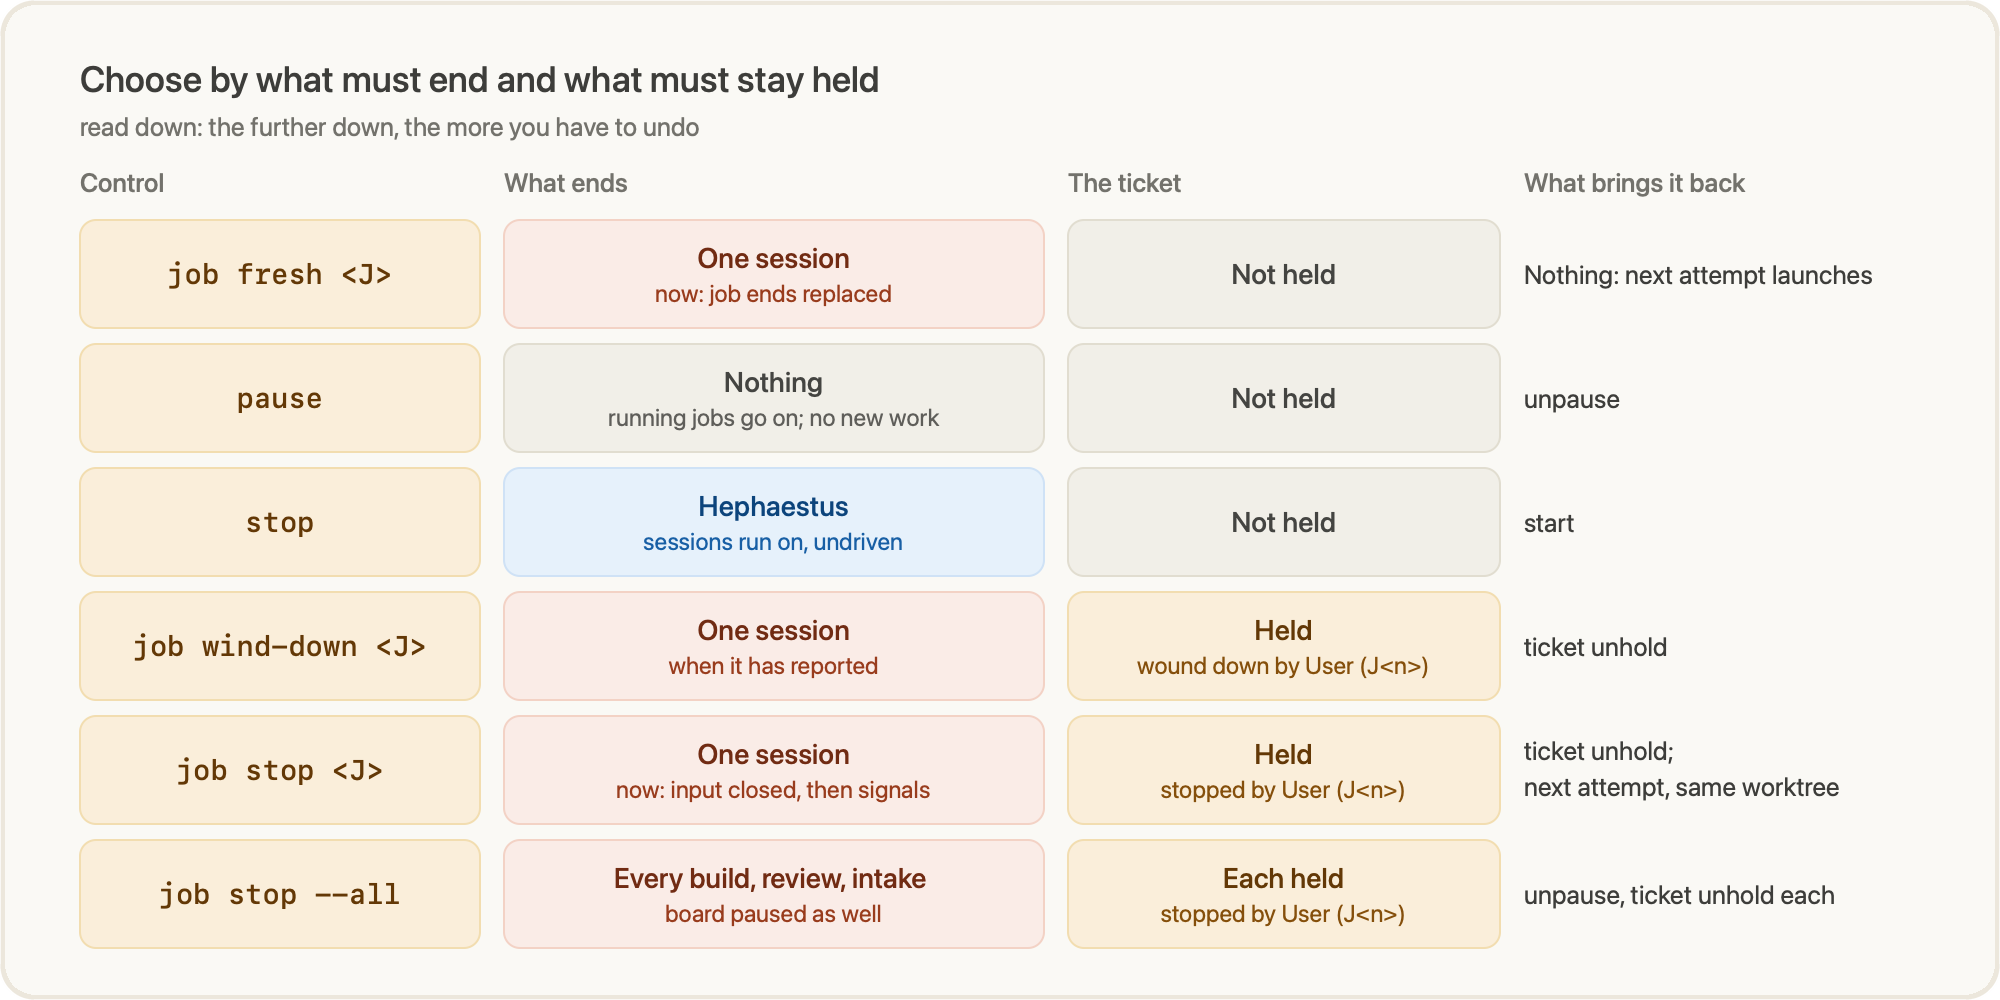 Choose by what must end and what must stay held
read down: the further down, the more you have to undo
Control
What ends
The ticket
What brings it back
job fresh <J>
One session
now: job ends replaced
Not held
Nothing: next attempt launches
pause
Nothing
running jobs go on; no new work
Not held
unpause
stop
Hephaestus
sessions run on, undriven
Not held
start
job wind-down <J>
One session
when it has reported
Held
wound down by User (J<n>)
ticket unhold
job stop <J>
One session
now: input closed, then signals
Held
stopped by User (J<n>)
ticket unhold;
next attempt, same worktree
job stop --all
Every build, review, intake
board paused as well
Each held
stopped by User (J<n>)
unpause, ticket unhold each